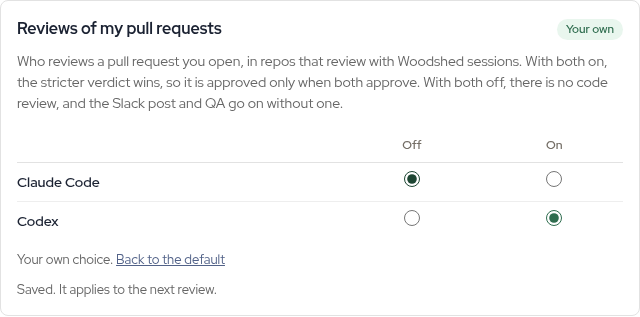 Reviews of my pull requests
Your own
Who reviews a pull request you open, in repos that review with Woodshed sessions. With both on,
the stricter verdict wins, so it is approved only when both approve. With both off, there is no code
review, and the Slack post and QA go on without one.
Off On
Claude Code
Codex
Your own choice. Back to the default
Saved. It applies to the next review.